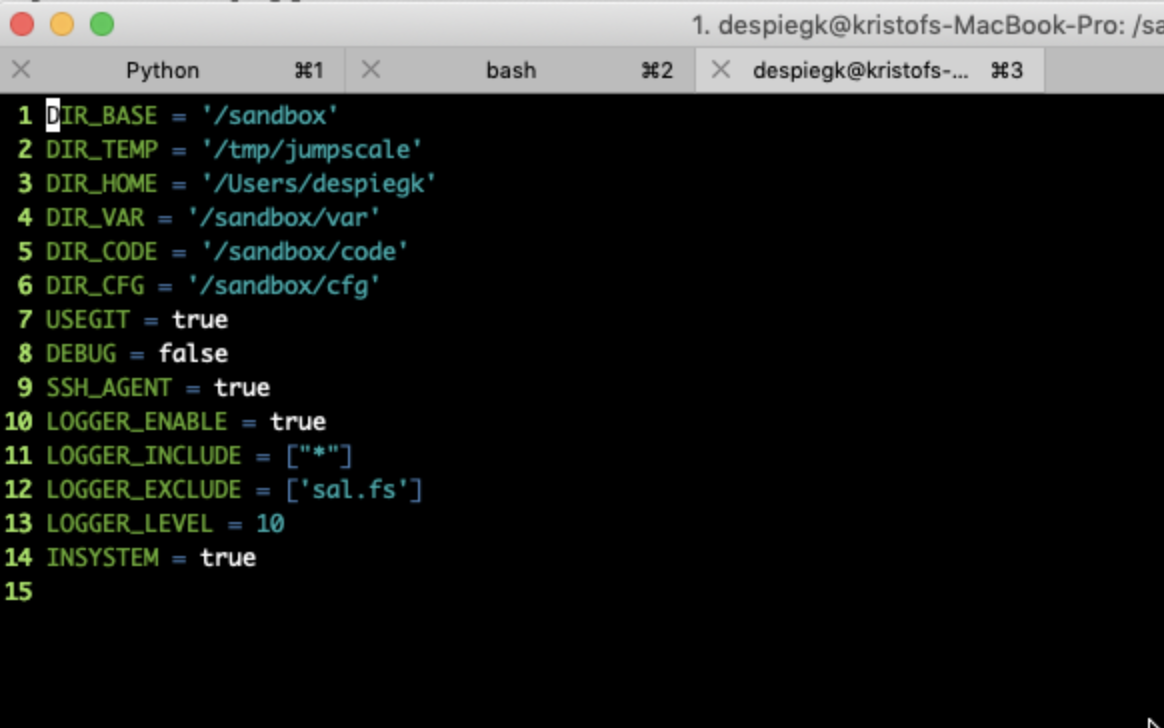 1. despiegk@kristofs-MacBook-Pro: /sa
Python ⌘1 bash ⌘2 despiegk@kristofs-... ⌘3
1 DIR_BASE = '/sandbox'
2 DIR_TEMP = '/tmp/jumpscale'
3 DIR_HOME = '/Users/despiegk'
4 DIR_VAR = '/sandbox/var'
5 DIR_CODE = '/sandbox/code'
6 DIR_CFG = '/sandbox/cfg'
7 USEGIT = true
8 DEBUG = false
9 SSH_AGENT = true
10 LOGGER_ENABLE = true
11 LOGGER_INCLUDE = ["*"]
12 LOGGER_EXCLUDE = ['sal.fs']
13 LOGGER_LEVEL = 10
14 INSYSTEM = true
15